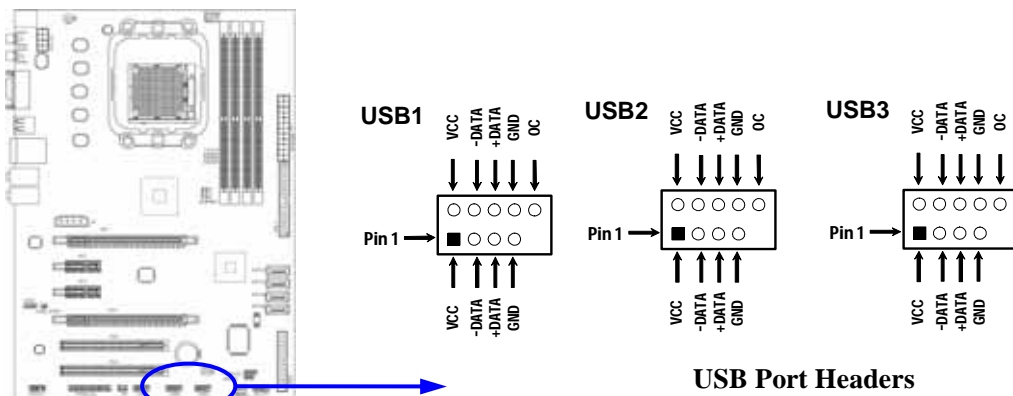 USB1
VCC -DATA +DATA GND OC
Pin 1
VCC -DATA +DATA GND
USB2
VCC -DATA +DATA GND OC
Pin 1
VCC -DATA +DATA GND
USB3
VCC -DATA +DATA GND OC
Pin 1
VCC -DATA +DATA GND
USB Port Headers